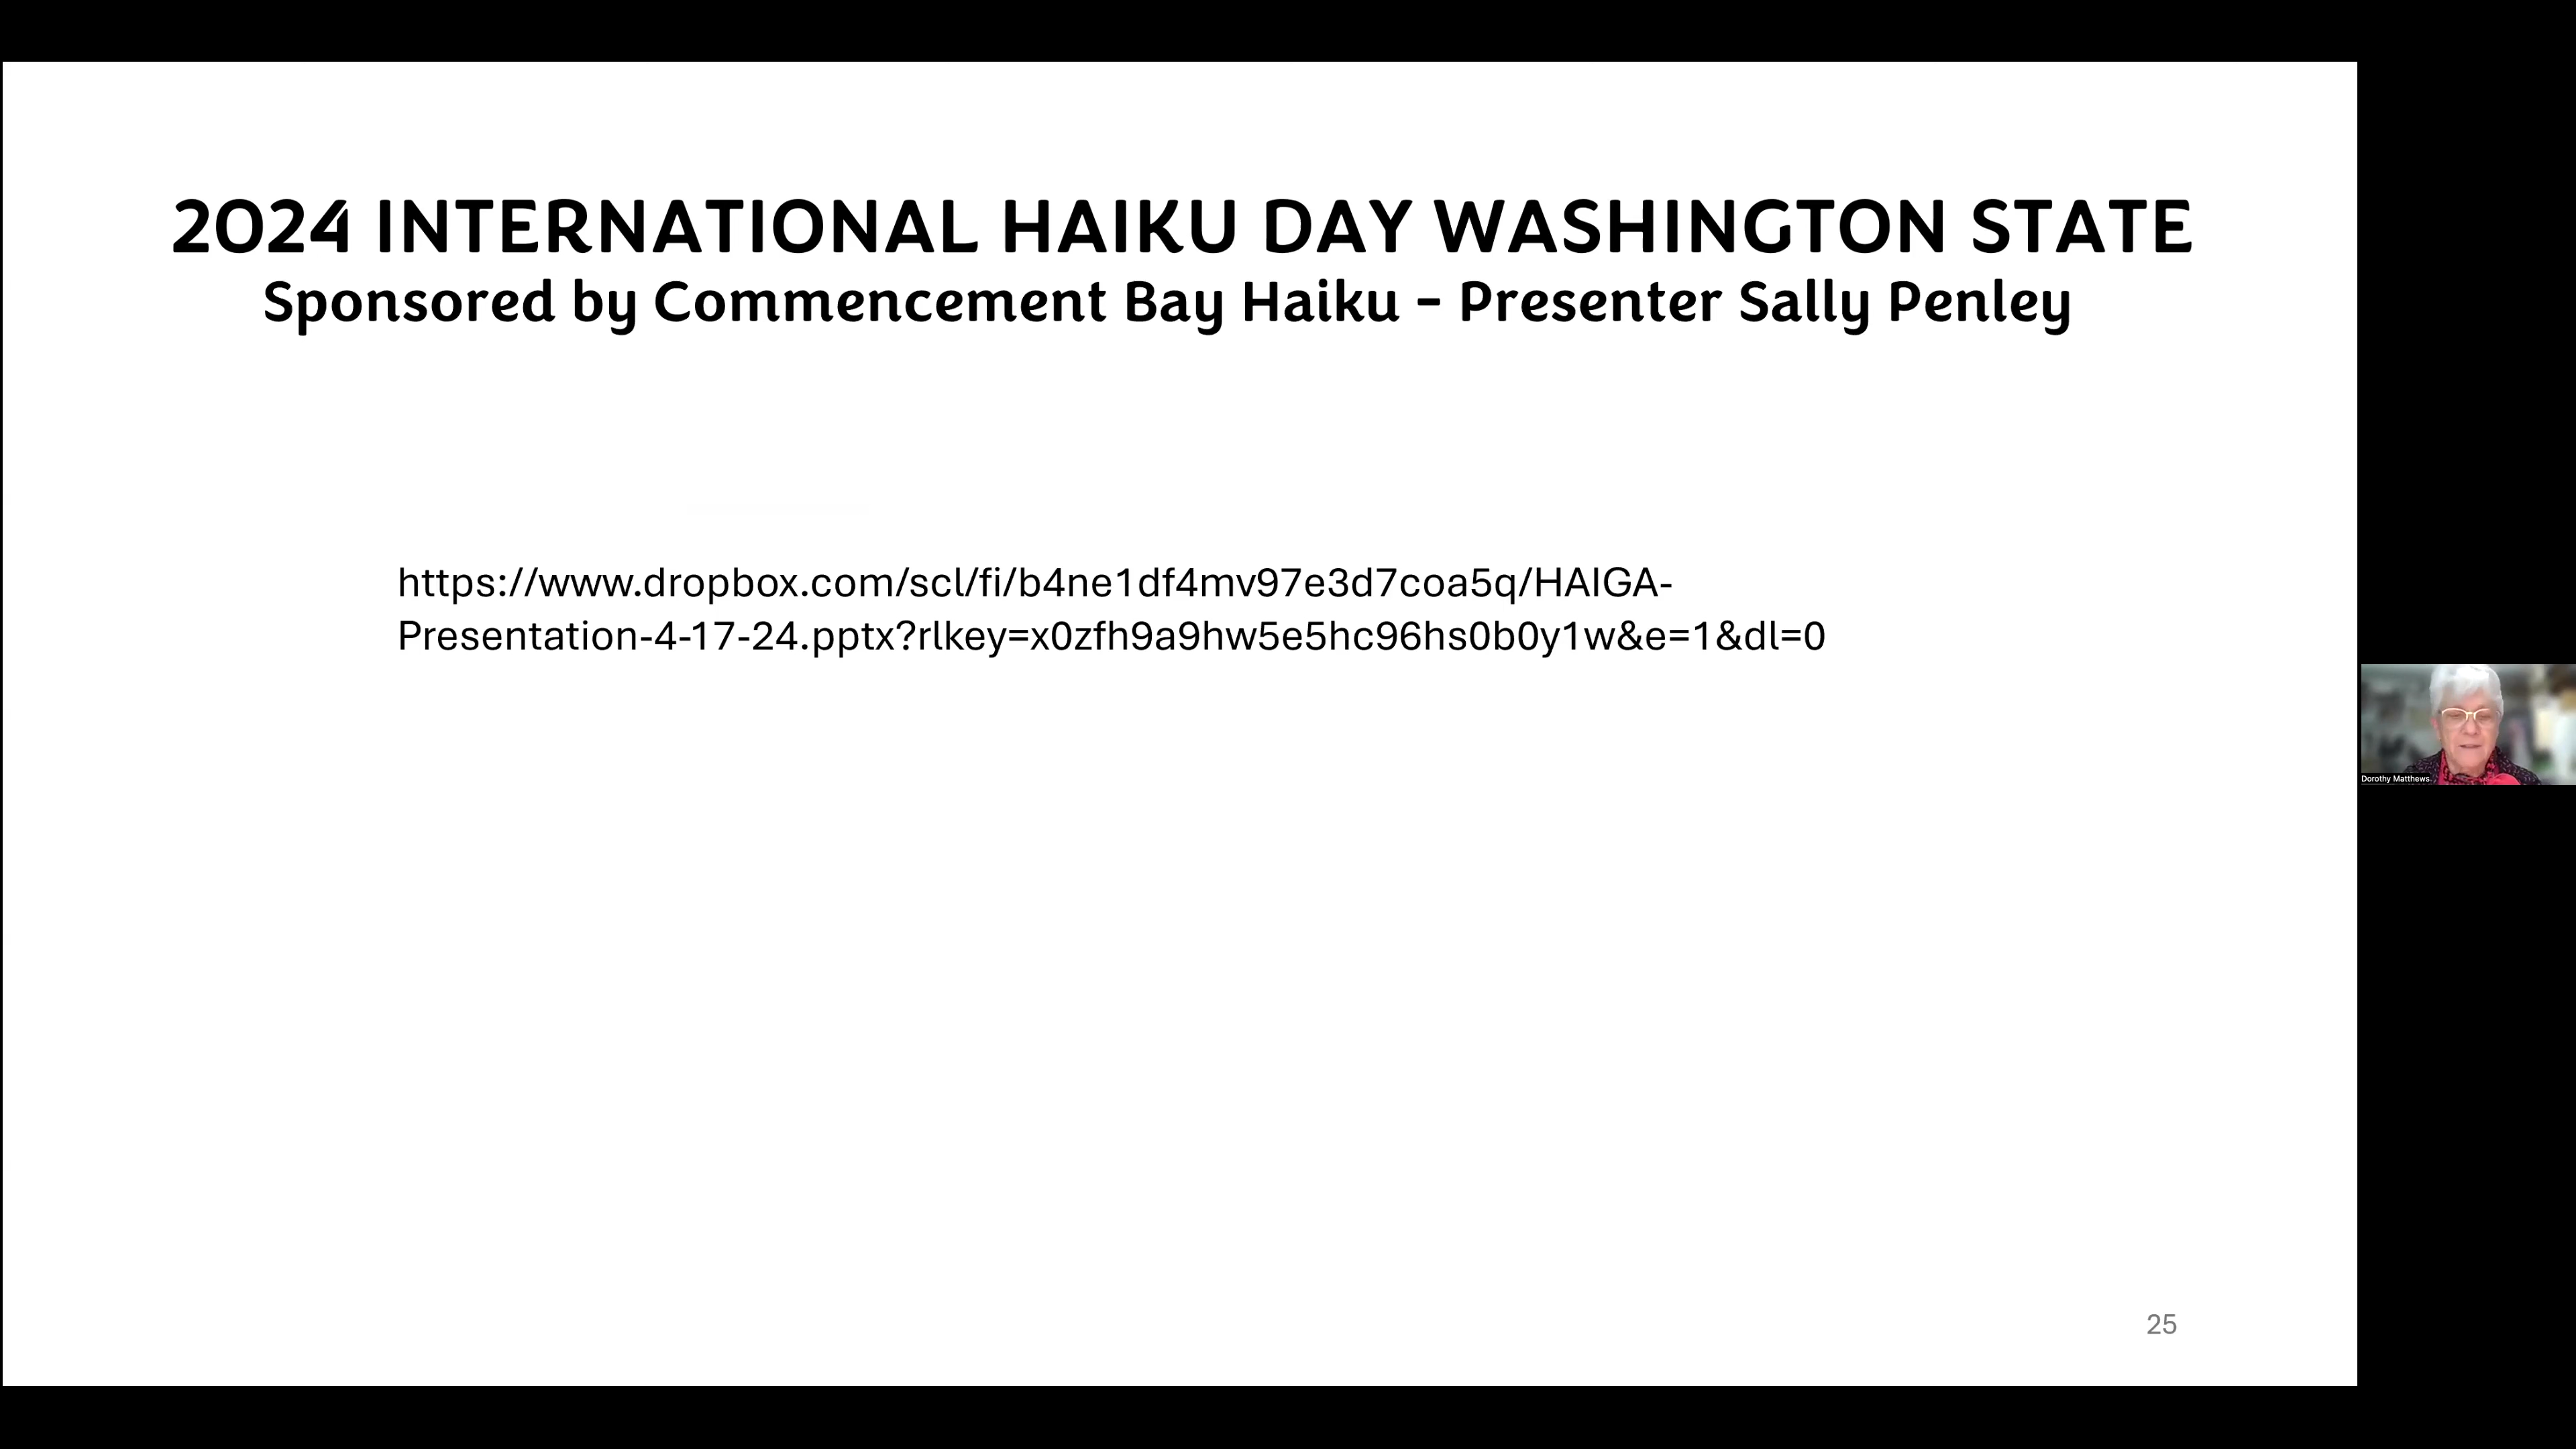 2024 INTERNATIONAL HAIKU DAY WASHINGTON STATE
Sponsored by Commencement Bay Haiku – Presenter Sally Penley
https://www.dropbox.com/scl/fi/b4ne1df4mv97e3d7coa5q/HAIGA-
Presentation-4-17-24.pptx?rlkey=x0zfh9a9hw5e5hc96hs0b0y1w&e=1&dl=0
Dorothy Matthews
25